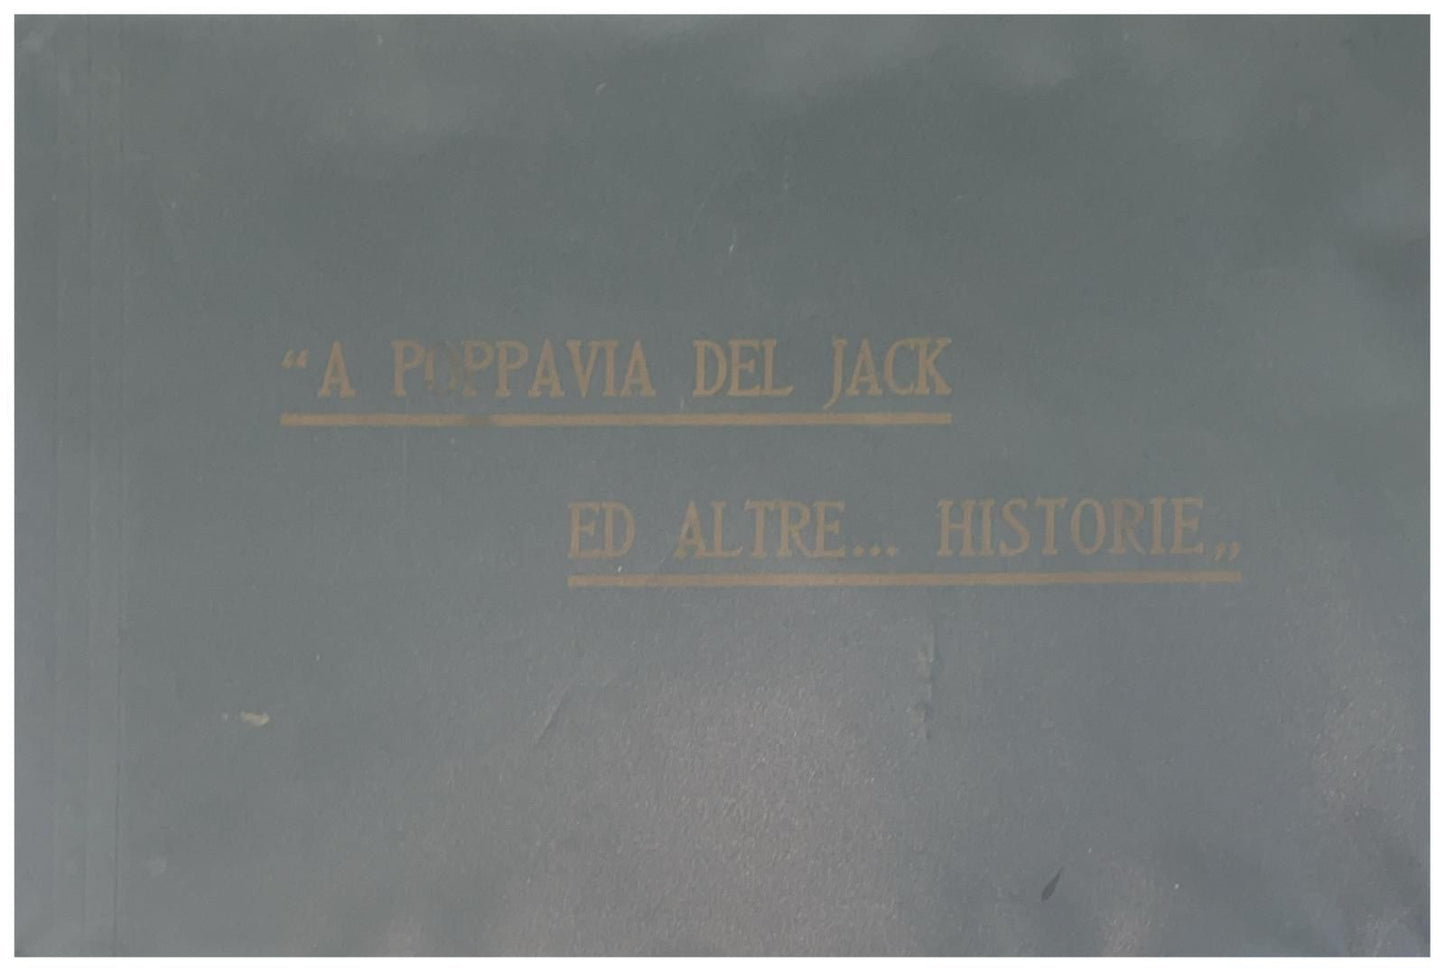 “A POPPAVIA DEL JACK
ED ALTRE... HISTORIE„